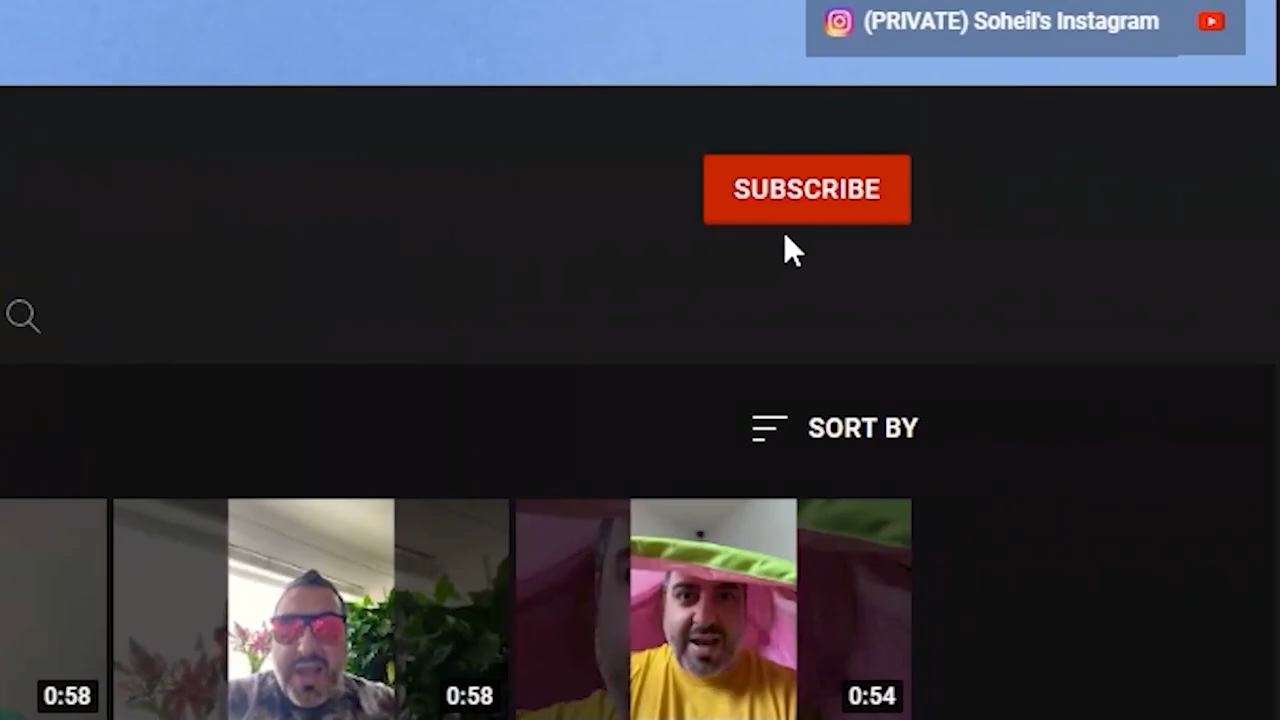 (PRIVATE) Soheil's Instagram
SUBSCRIBE
SORT BY
0:58
0:58
0:54